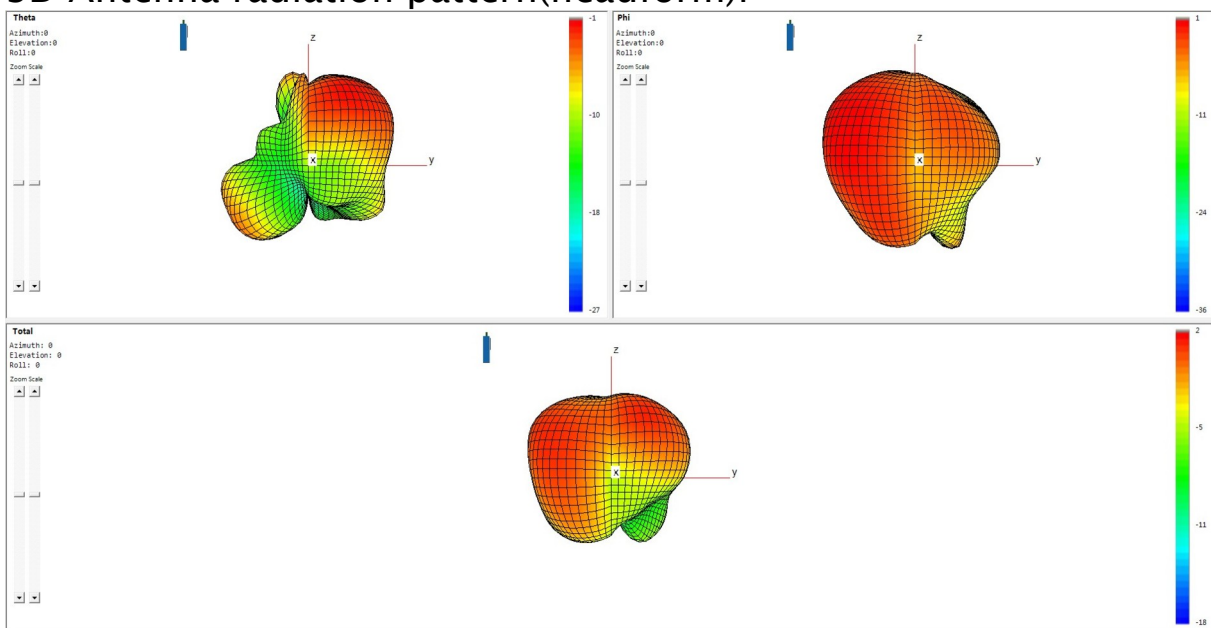 3D Antenna radiation pattern(headform):
Theta
Azimuth:0
Elevation:0
Roll:0
Zoom Scale
z
x
y
-1
-10
-18
-27
Phi
Azimuth:0
Elevation:0
Roll:0
Zoom Scale
z
x
y
1
-11
-24
-36
Total
Azimuth: 0
Elevation: 0
Roll: 0
Zoom Scale
z
x
y
2
-5
-11
-18